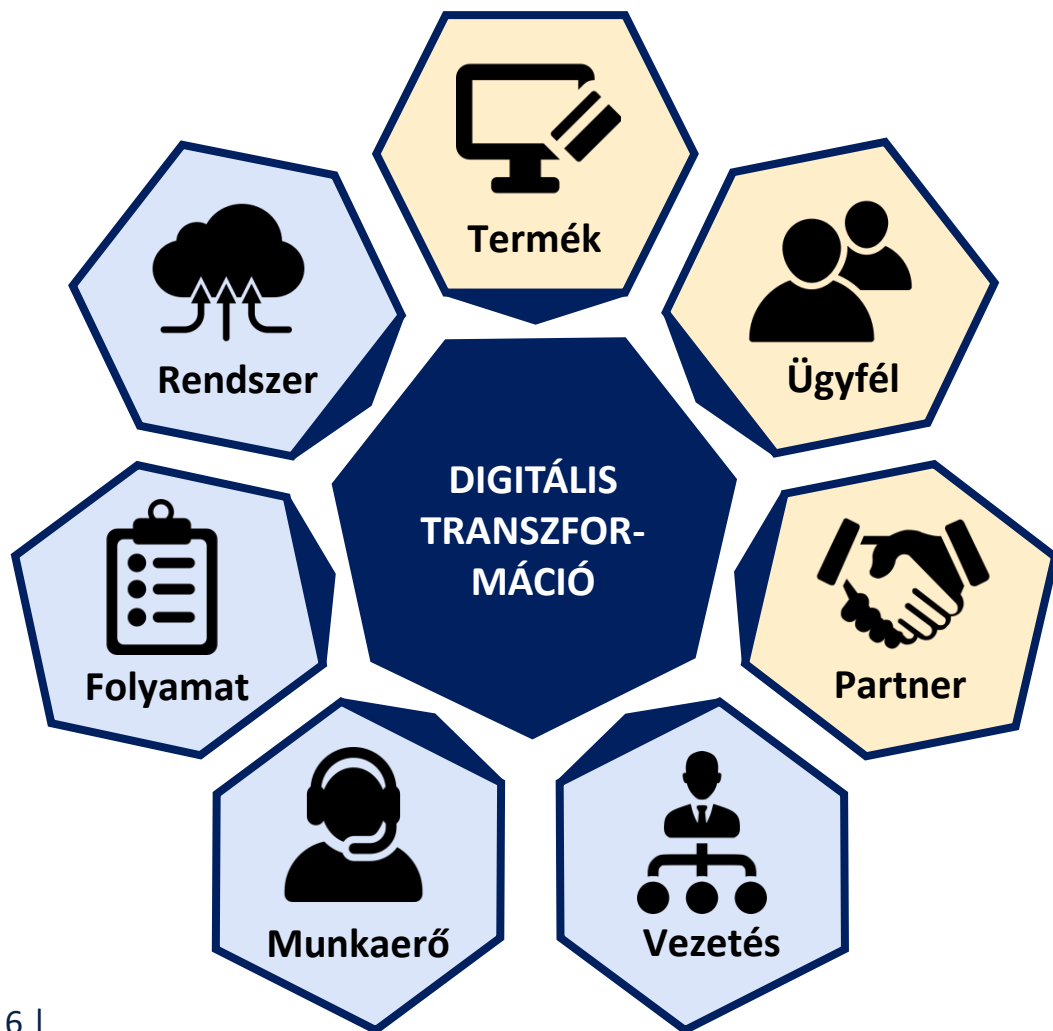 Termék
Ügyfél
Rendszer
DIGITÁLIS
TRANSZFOR-
MÁCIÓ
Partner
Folyamat
Munkaerő
Vezetés
6 |